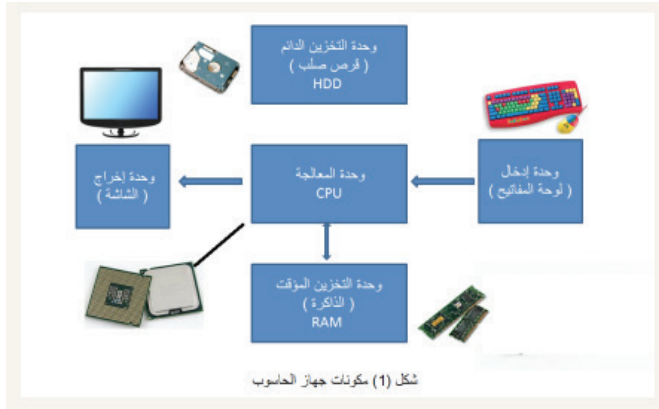 وحدة التخزين الدائم
( قرص صلب )
HDD
وحدة إدخال
( لوحة المفاتيح )
وحدة المعالجة
CPU
وحدة إخراج
( الشاشة )
وحدة التخزين المؤقت
( الذاكرة )
RAM
شكل (1) مكونات جهاز الحاسوب